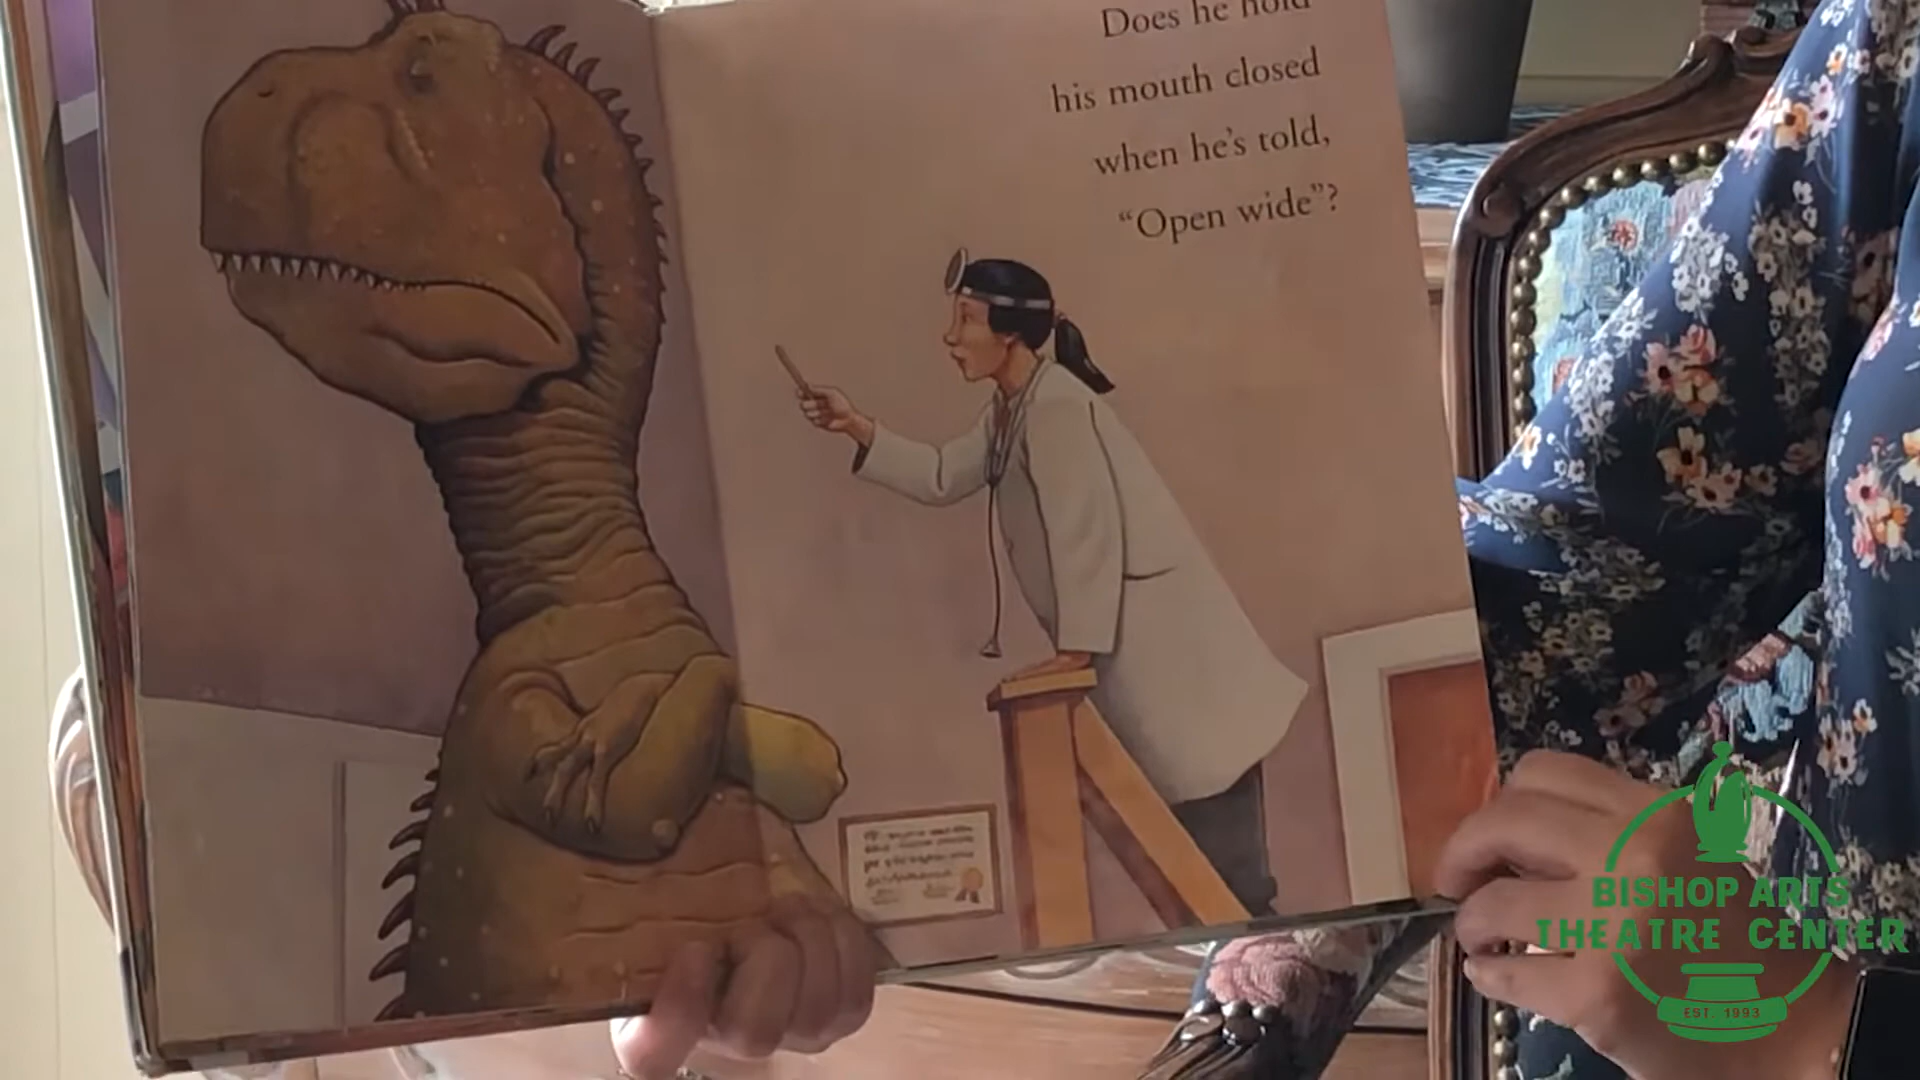 Does he hold
his mouth closed
when he's told,
“Open wide”?
BISHOP ARTS
THEATRE CENTER
EST. 1993